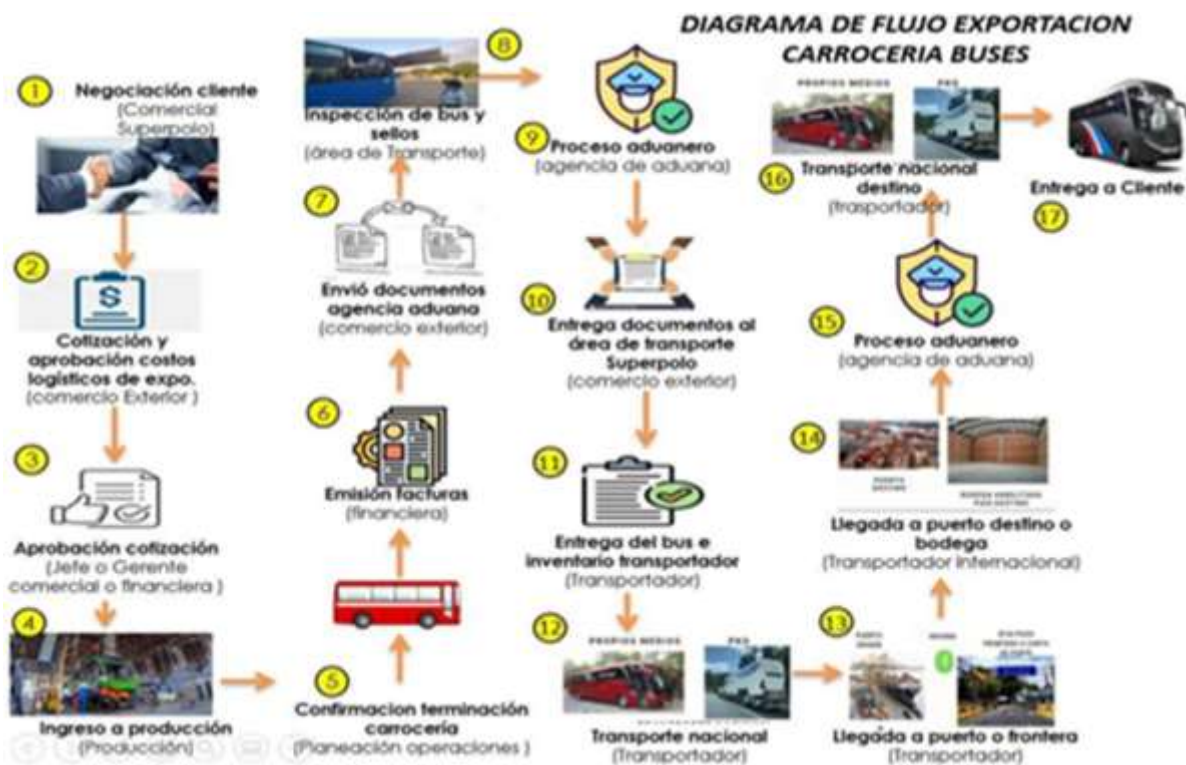 DIAGRAMA DE FLUJO EXPORTACION
CARROCERIA BUSES
1
Negociación cliente
(Comercial
Superpolo)
2
Cotización y
aprobación costos
logísticos de expo.
(comercio Exterior )
3
Aprobación cotización
(Jefe o Gerente
comercial o financiera )
4
Ingreso a producción
(Producción)
5
Confirmacion terminación
carrocería
(Planeación operaciones )
6
Emisión facturas
(financiera)
7
Envió documentos
agencia aduana
(comercio exterior)
8
Inspección de bus y
sellos
(área de Transporte)
9
Proceso aduanero
(agencia de aduana)
10
Entrega documentos al
área de transporte
Superpolo
(comercio exterior)
11
Entrega del bus e
inventario transportador
(Transportador)
12
PROPIOS MEDIOS
Transporte nacional
(Transportador)
13
Llegada a puerto o frontera
(Transportador)
14
PUERTO
DESTINO
Llegada a puerto destino o
bodega
(Transportador internacional)
15
Proceso aduanero
(agencia de aduana)
16
PROPIOS MEDIOS
Transporte nacional
destino
(trasportador)
17
Entrega a Cliente